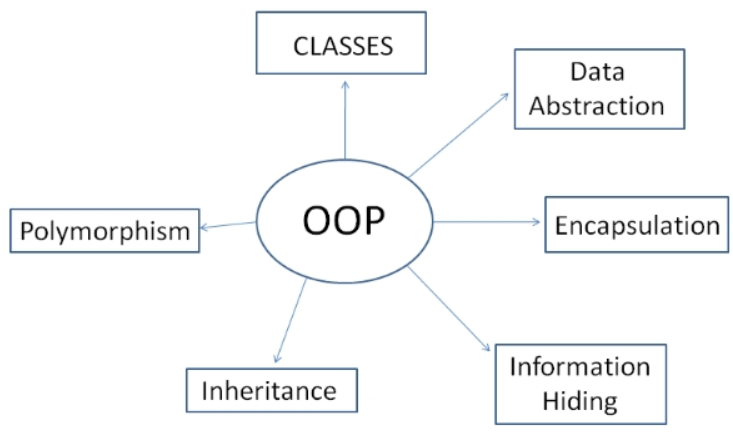 CLASSES
Data
Abstraction
OOP
Polymorphism
Encapsulation
Inheritance
Information
Hiding